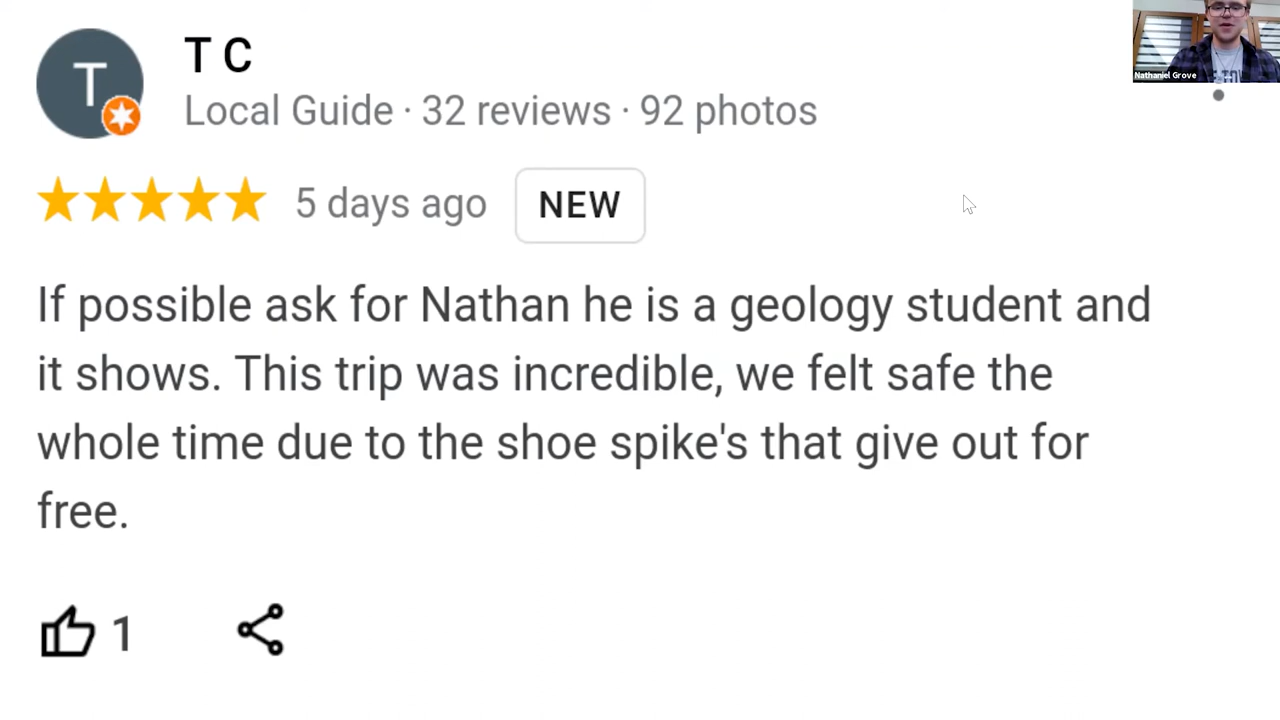 T C
T
Local Guide · 32 reviews · 92 photos
5 days ago NEW
If possible ask for Nathan he is a geology student and
it shows. This trip was incredible, we felt safe the
whole time due to the shoe spike's that give out for
free.
1
Nathaniel Grove